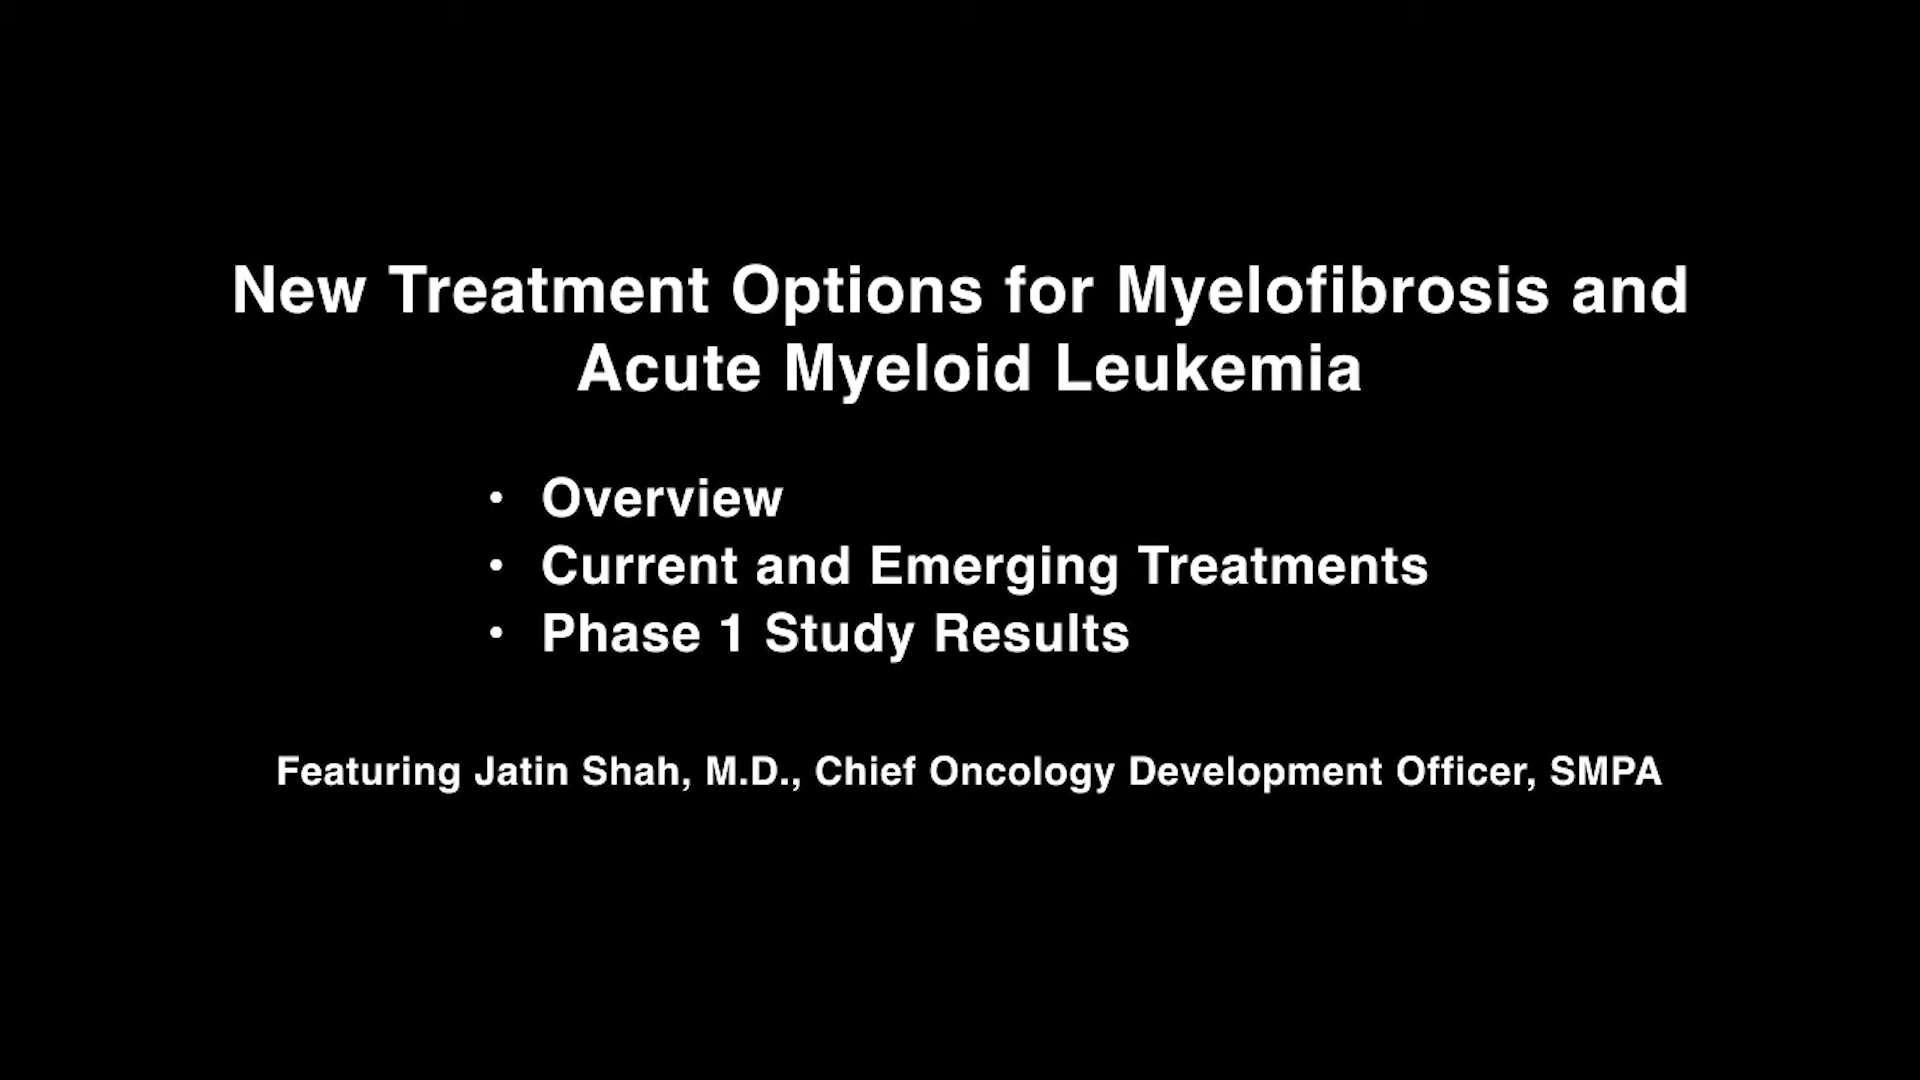 New Treatment Options for Myelofibrosis and
Acute Myeloid Leukemia
• Overview
• Current and Emerging Treatments
• Phase 1 Study Results
Featuring Jatin Shah, M.D., Chief Oncology Development Officer, SMPA